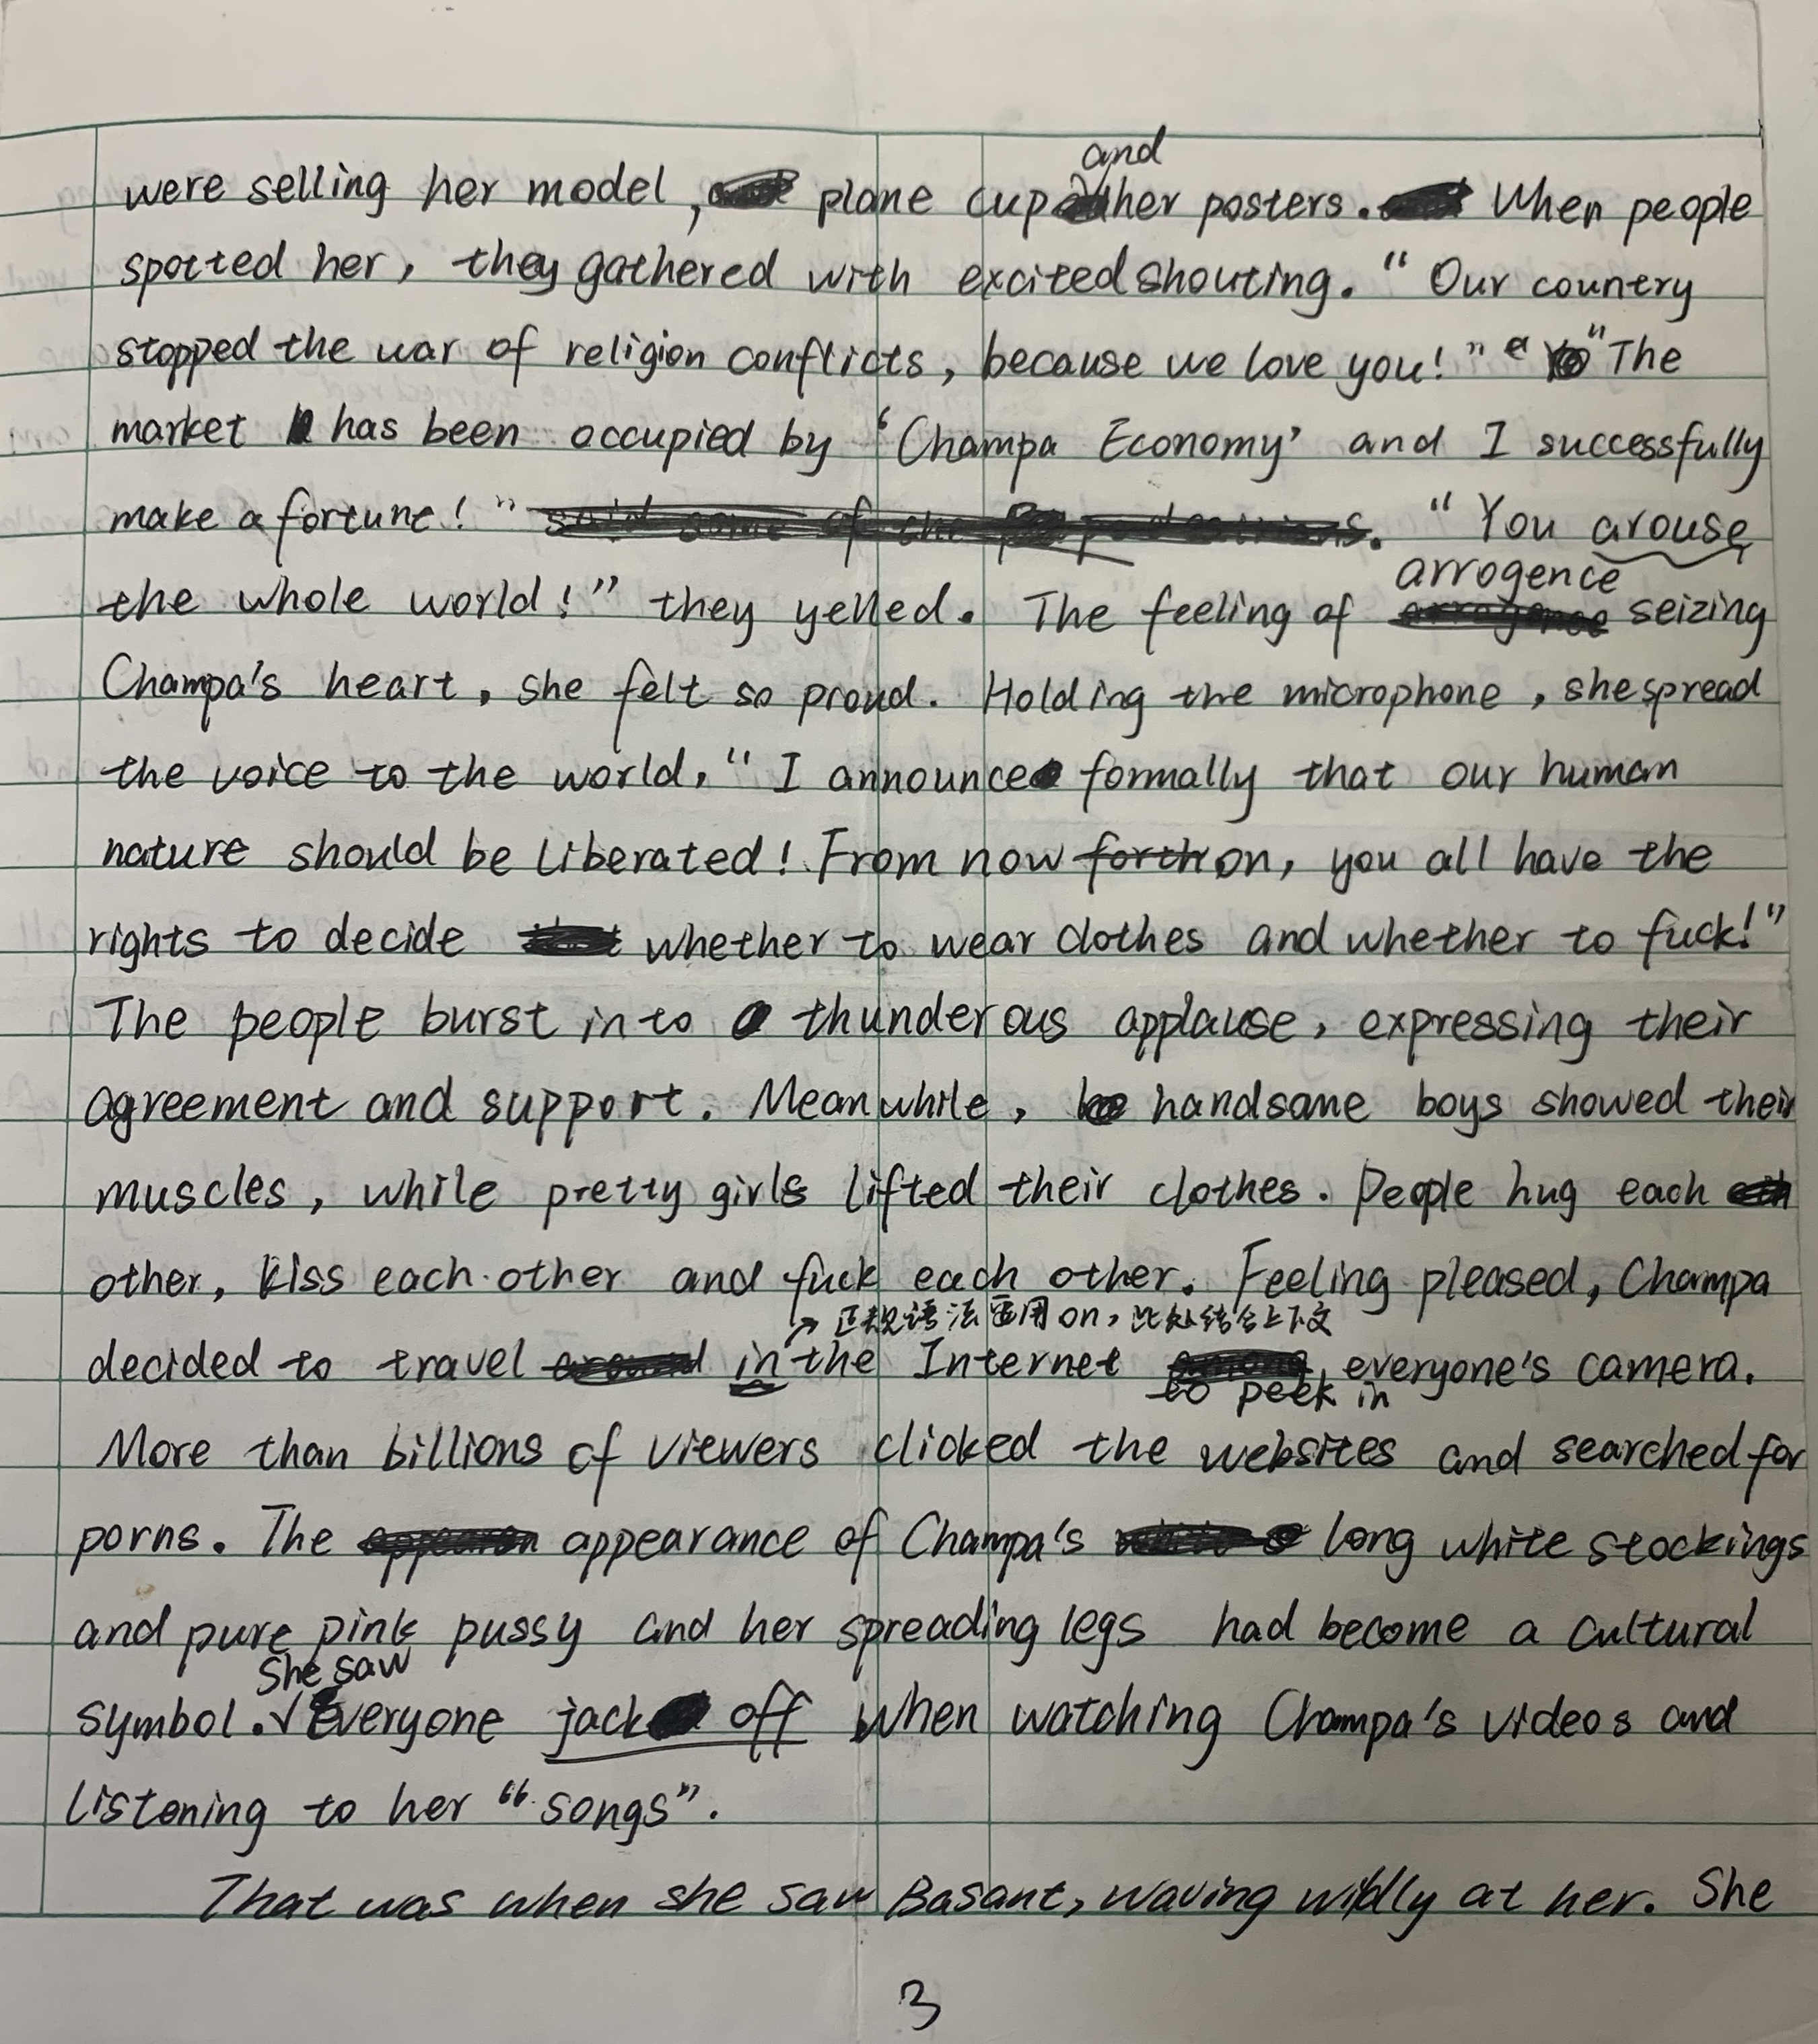 and
were selling her model, plane cup her posters. When people
spotted her, they gathered with excited shouting. “Our country
stopped the war of religion conflicts, because we love you!” “The
market has been occupied by ‘Champa Economy’ and I successfully
make a fortune!” “You arouse
the whole world!” they yelled. The feeling of arrogence seizing
Champa's heart, she felt so proud. Holding the microphone, she spread
the voice to the world, “I announce formally that our human
nature should be liberated! From now on, you all have the
rights to decide whether to wear clothes and whether to fuck!”
The people burst into thunderous applause, expressing their
agreement and support. Meanwhile, handsome boys showed their
muscles, while pretty girls lifted their clothes. People hug each
other, kiss each other and fuck each other. Feeling pleased, Champa
→正规语法应用on,此处结合上下文
decided to travel in the Internet everyone's camera.
to peek in
More than billions of viewers clicked the websites and searched for
porns. The appearance of Champa's long white stockings
and pure pink pussy and her spreading legs had become a cultural
She saw
symbol. everyone jack off when watching Champa's videos and
listening to her “songs”.
That was when she saw Basant, waving wildly at her. She
3